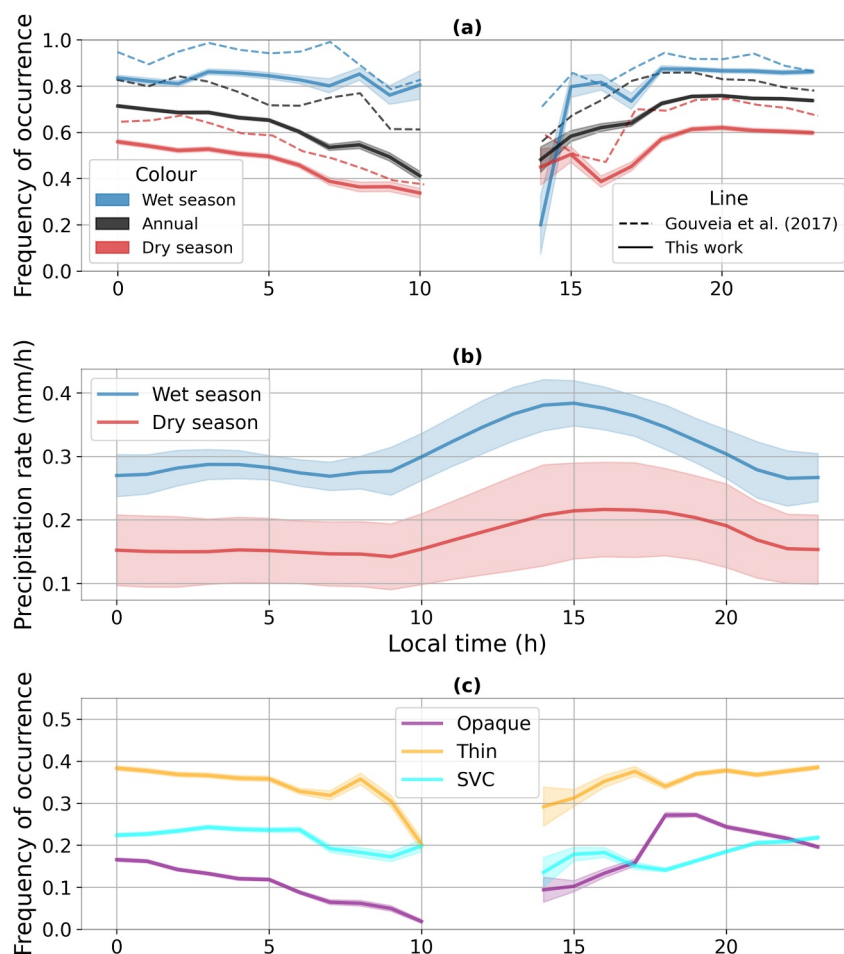 (a)
Frequency of occurrence
1.0
0.8
0.6
0.4
0.2
0.0
Colour
Wet season
Annual
Dry season
Line
Gouveia et al. (2017)
This work
0 5 10 15 20
(b)
Precipitation rate (mm/h)
0.4
0.3
0.2
0.1
Wet season
Dry season
0 5 10 15 20
Local time (h)
(c)
Frequency of occurrence
0.5
0.4
0.3
0.2
0.1
0.0
Opaque
Thin
SVC
0 5 10 15 20